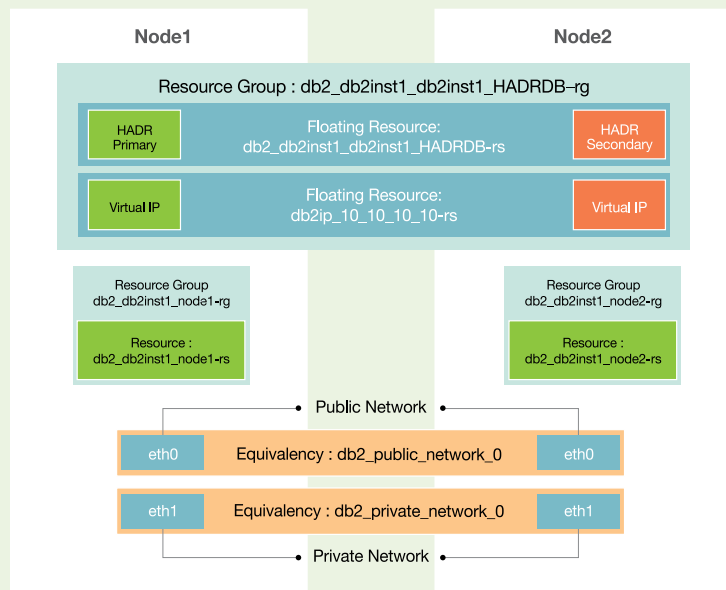 Node1
Node2
Resource Group : db2_db2inst1_db2inst1_HADRDB–rg
HADR
Primary
Floating Resource:
db2_db2inst1_db2inst1_HADRDB-rs
HADR
Secondary
Virtual IP
Floating Resource:
db2ip_10_10_10_10-rs
Virtual IP
Resource Group
db2_db2inst1_node1-rg
Resource :
db2_db2inst1_node1-rs
Resource Group
db2_db2inst1_node2-rg
Resource :
db2_db2inst1_node2-rs
Public Network
eth0
Equivalency : db2_public_network_0
eth0
eth1
Equivalency : db2_private_network_0
eth1
Private Network